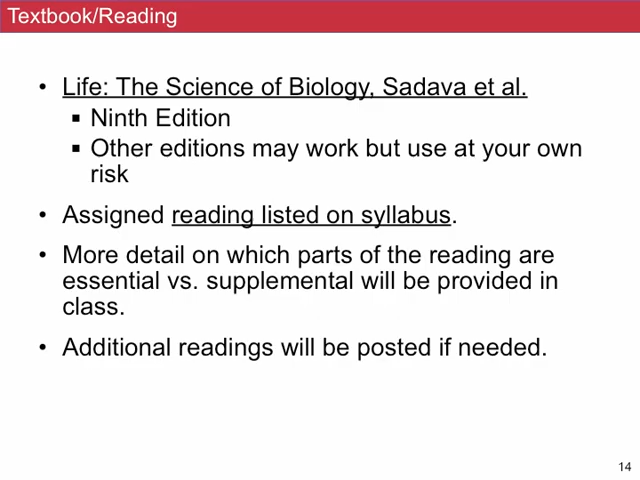 Textbook/Reading
• Life: The Science of Biology, Sadava et al.
▪ Ninth Edition
▪ Other editions may work but use at your own
risk
• Assigned reading listed on syllabus.
• More detail on which parts of the reading are
essential vs. supplemental will be provided in
class.
• Additional readings will be posted if needed.
14